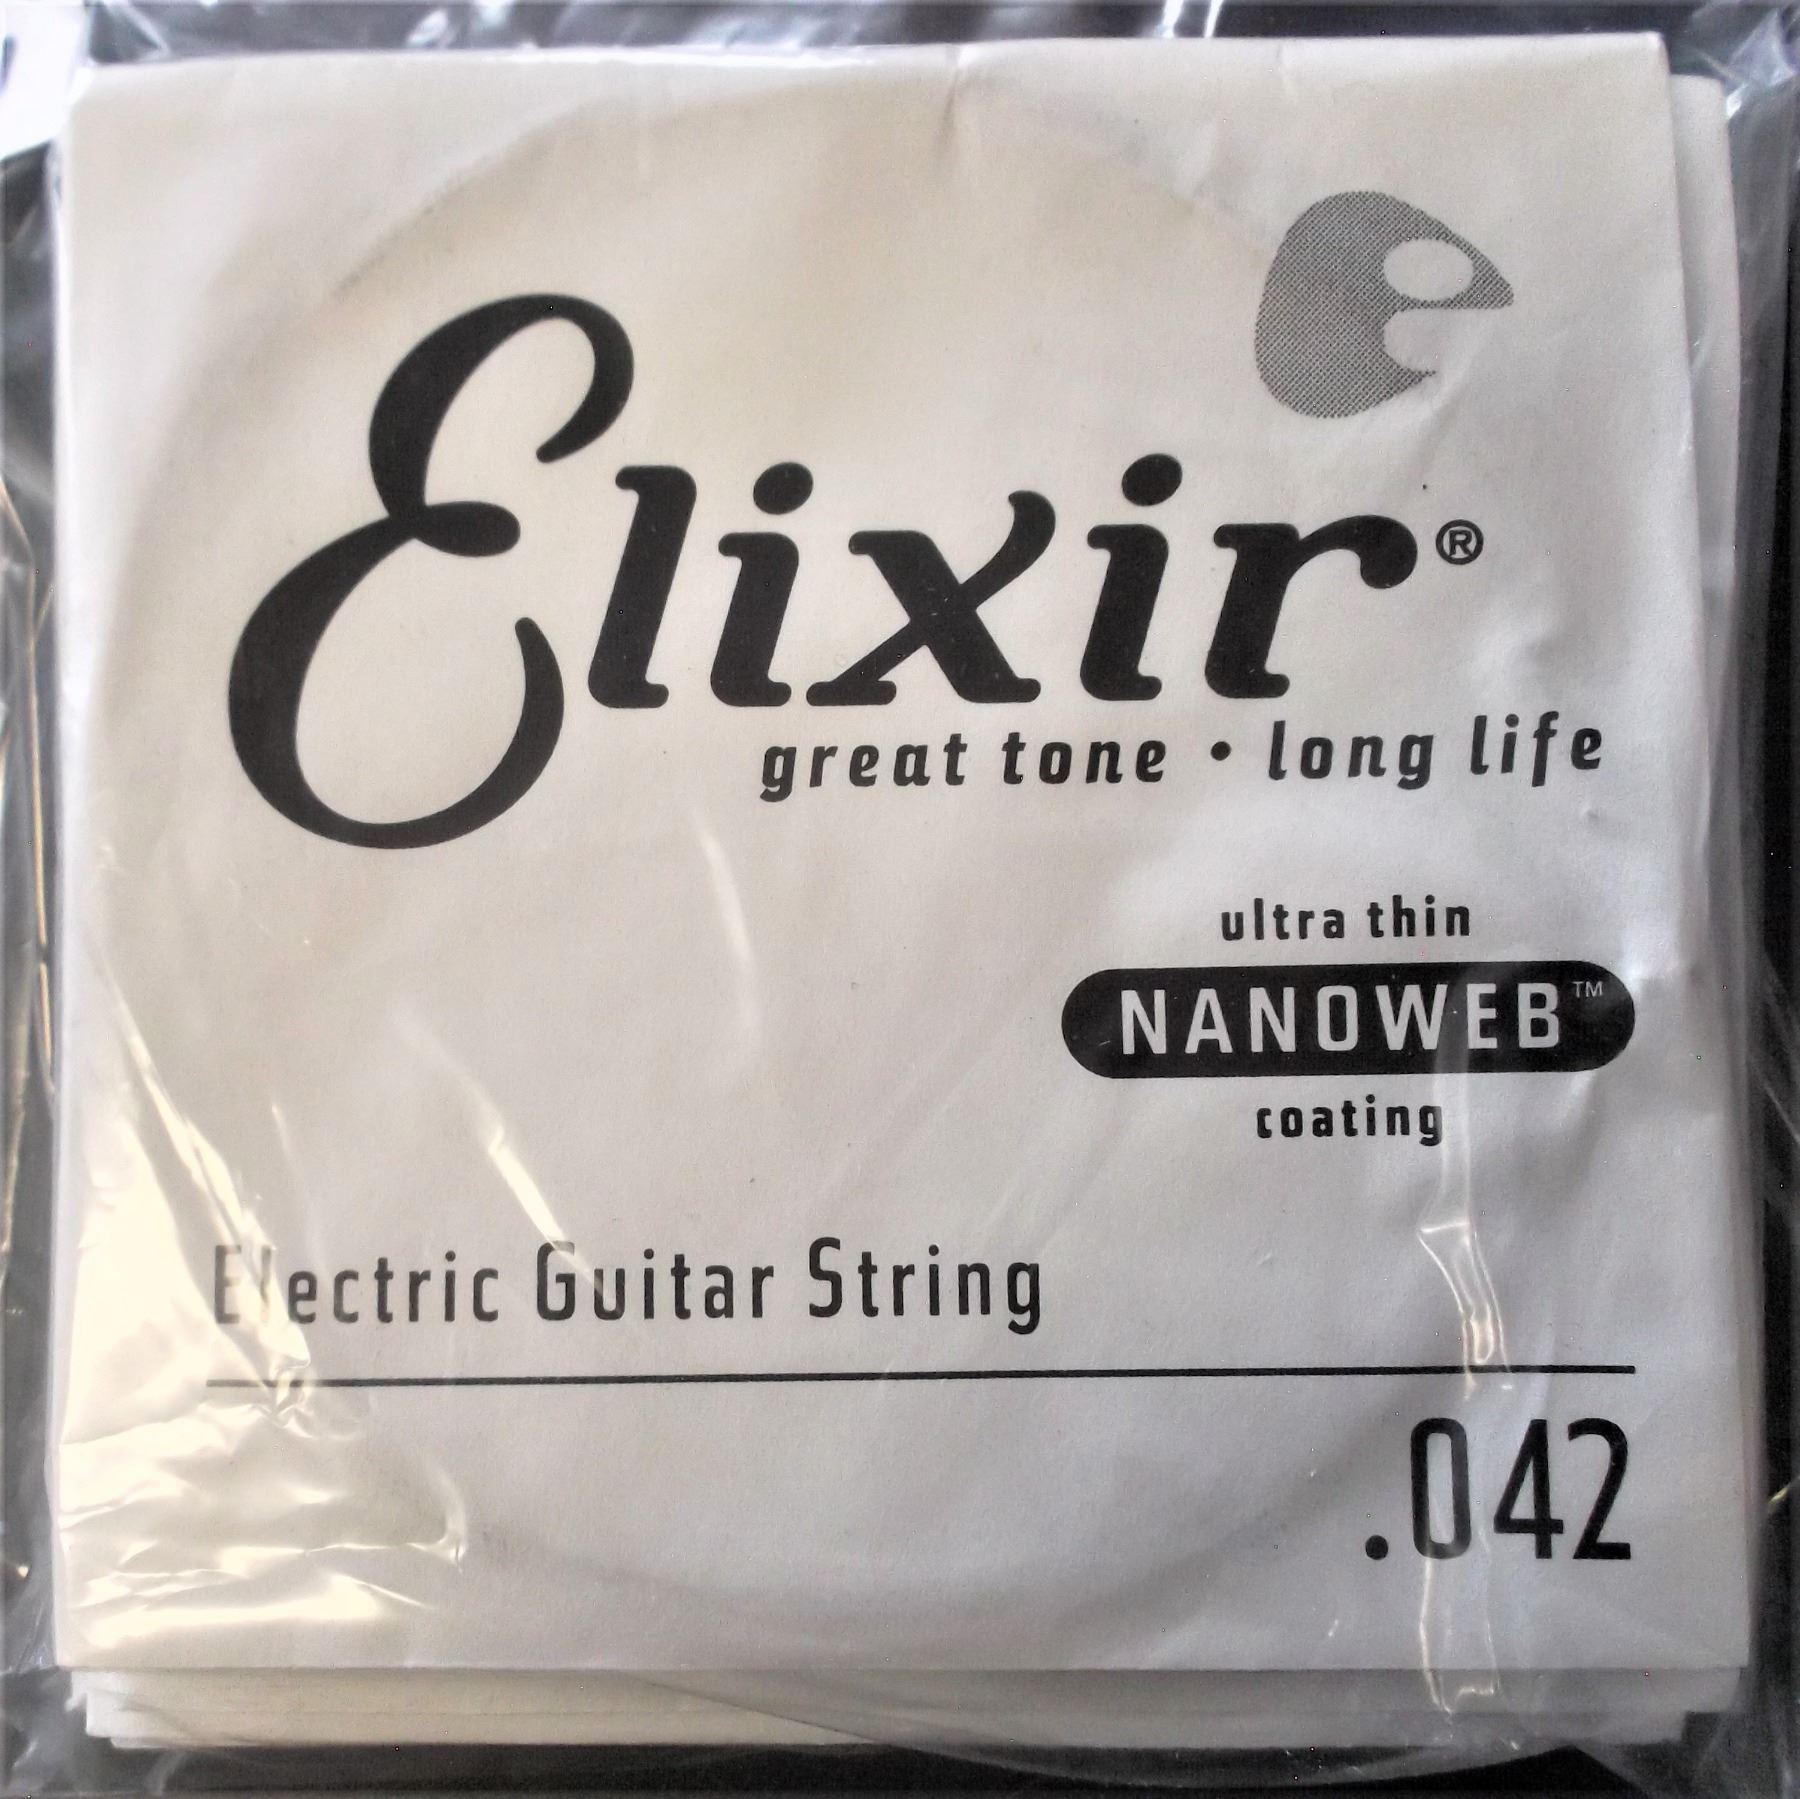 Elixir®
great tone • long life
ultra thin
NANOWEB™
coating
Electric Guitar String
.042